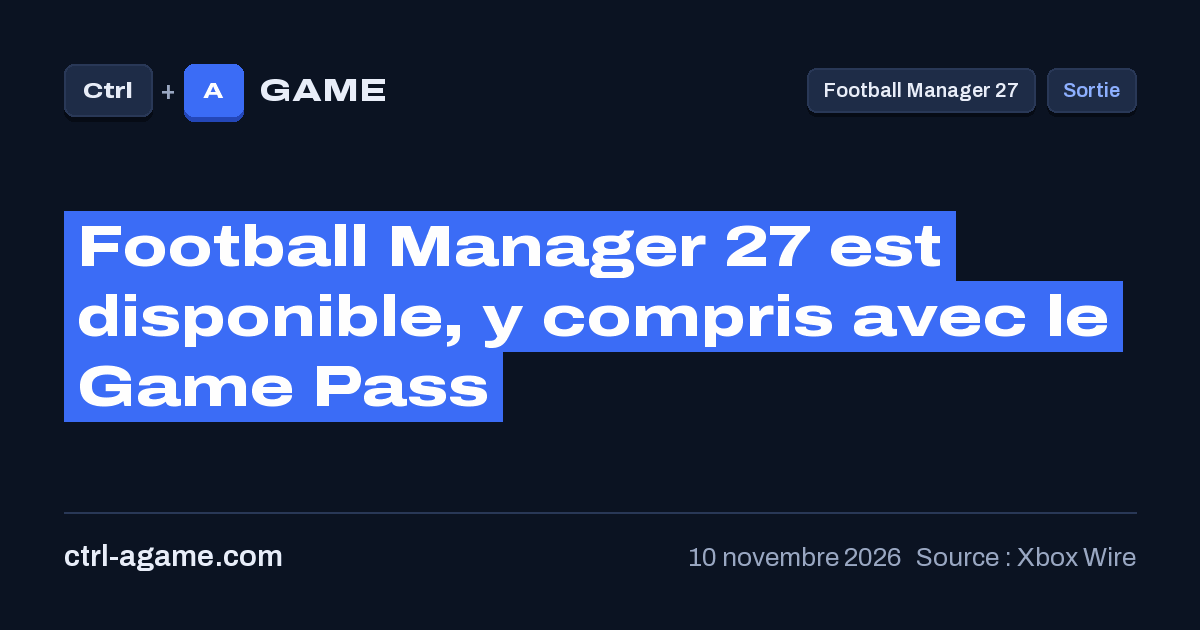 Ctrl + A GAME
Football Manager 27 Sortie
Football Manager 27 est
disponible, y compris avec le
Game Pass
ctrl-agame.com
10 novembre 2026 Source : Xbox Wire